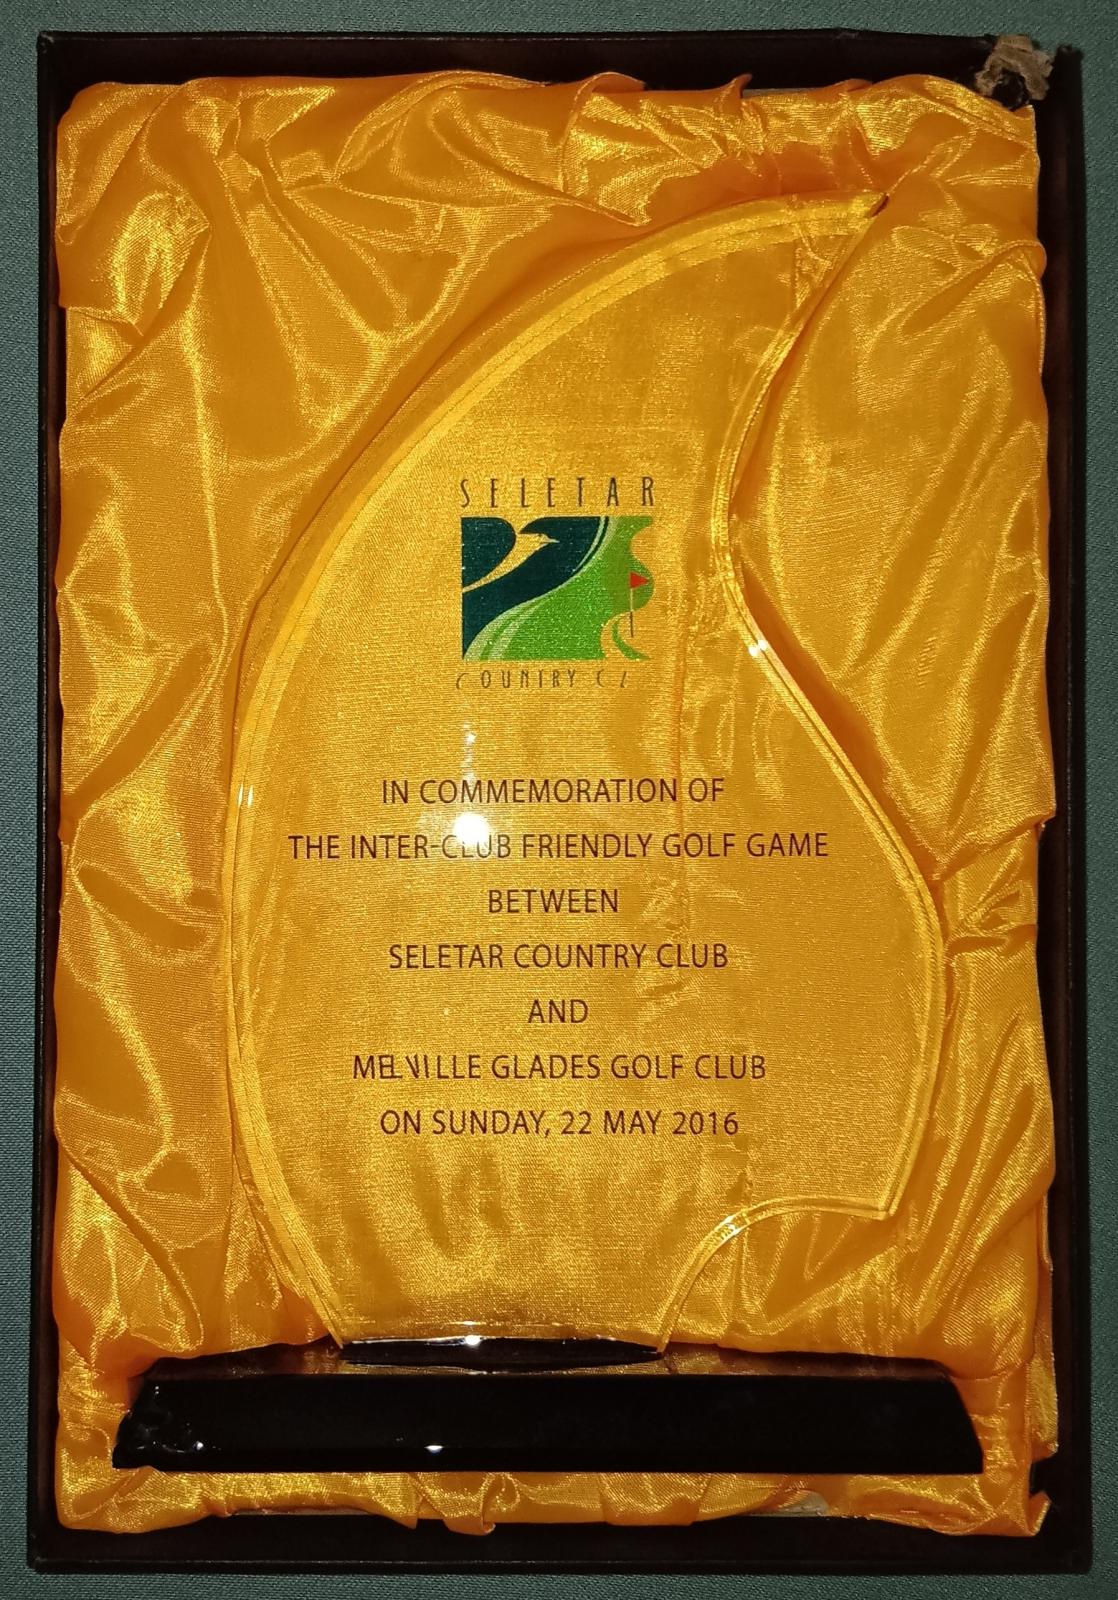 SELETAR
COUNTRY CL
IN COMMEMORATION OF
THE INTER-CLUB FRIENDLY GOLF GAME
BETWEEN
SELETAR COUNTRY CLUB
AND
MELVILLE GLADES GOLF CLUB
ON SUNDAY, 22 MAY 2016